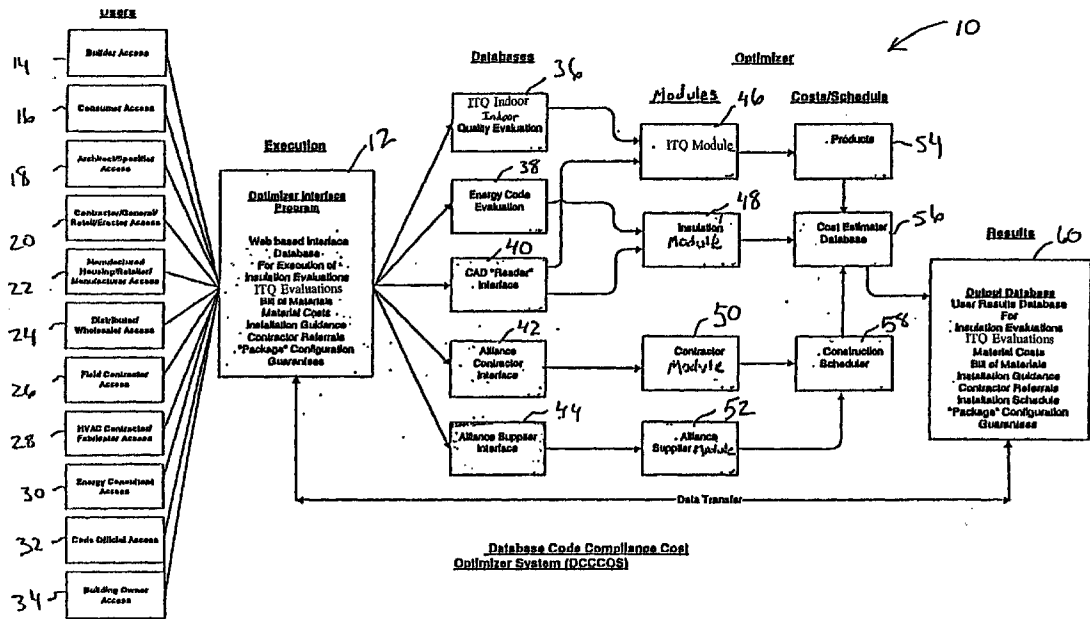 10
Users
14
Builder Access
16
Consumer Access
18
Architect/Specifier
Access
20
Contractor/General/
Retail/Erector Access
22
Manufactured
Housing/Retailer/
Manufacturer Access
24
Distributor/
Wholesaler Access
26
Field Contractor
Access
28
HVAC Contractor/
Fabricator Access
30
Energy Consultant
Access
32
Code Official Access
34
Building Owner
Access
Execution
12
Optimizer Interface
Program
Web based Interface
Database
For Execution of
Insulation Evaluations
ITQ Evaluations
Bill of Materials
Material Costs
Installation Guidance
Contractor Referrals
"Package" Configuration
Guarantees
Databases
36
ITQ Indoor
Indoor
Quality Evaluation
38
Energy Code
Evaluation
40
CAD "Reader"
Interface
42
Alliance
Contractor
Interface
44
Alliance Supplier
Interface
Optimizer
Modules
46
ITQ Module
48
Insulation
Module
50
Contractor
Module
52
Alliance
Supplier Module
Costs/Schedule
Products
54
Cost Estimator
Database
56
58
Construction
Scheduler
Results
60
Output Database
User Results Database
For
Insulation Evaluations
ITQ Evaluations
Material Costs
Bill of Materials
Installation Guidance
Contractor Referrals
Installation Schedule
"Package" Configuration
Guarantees
Data Transfer
Database Code Compliance Cost
Optimizer System (DCCCOS)